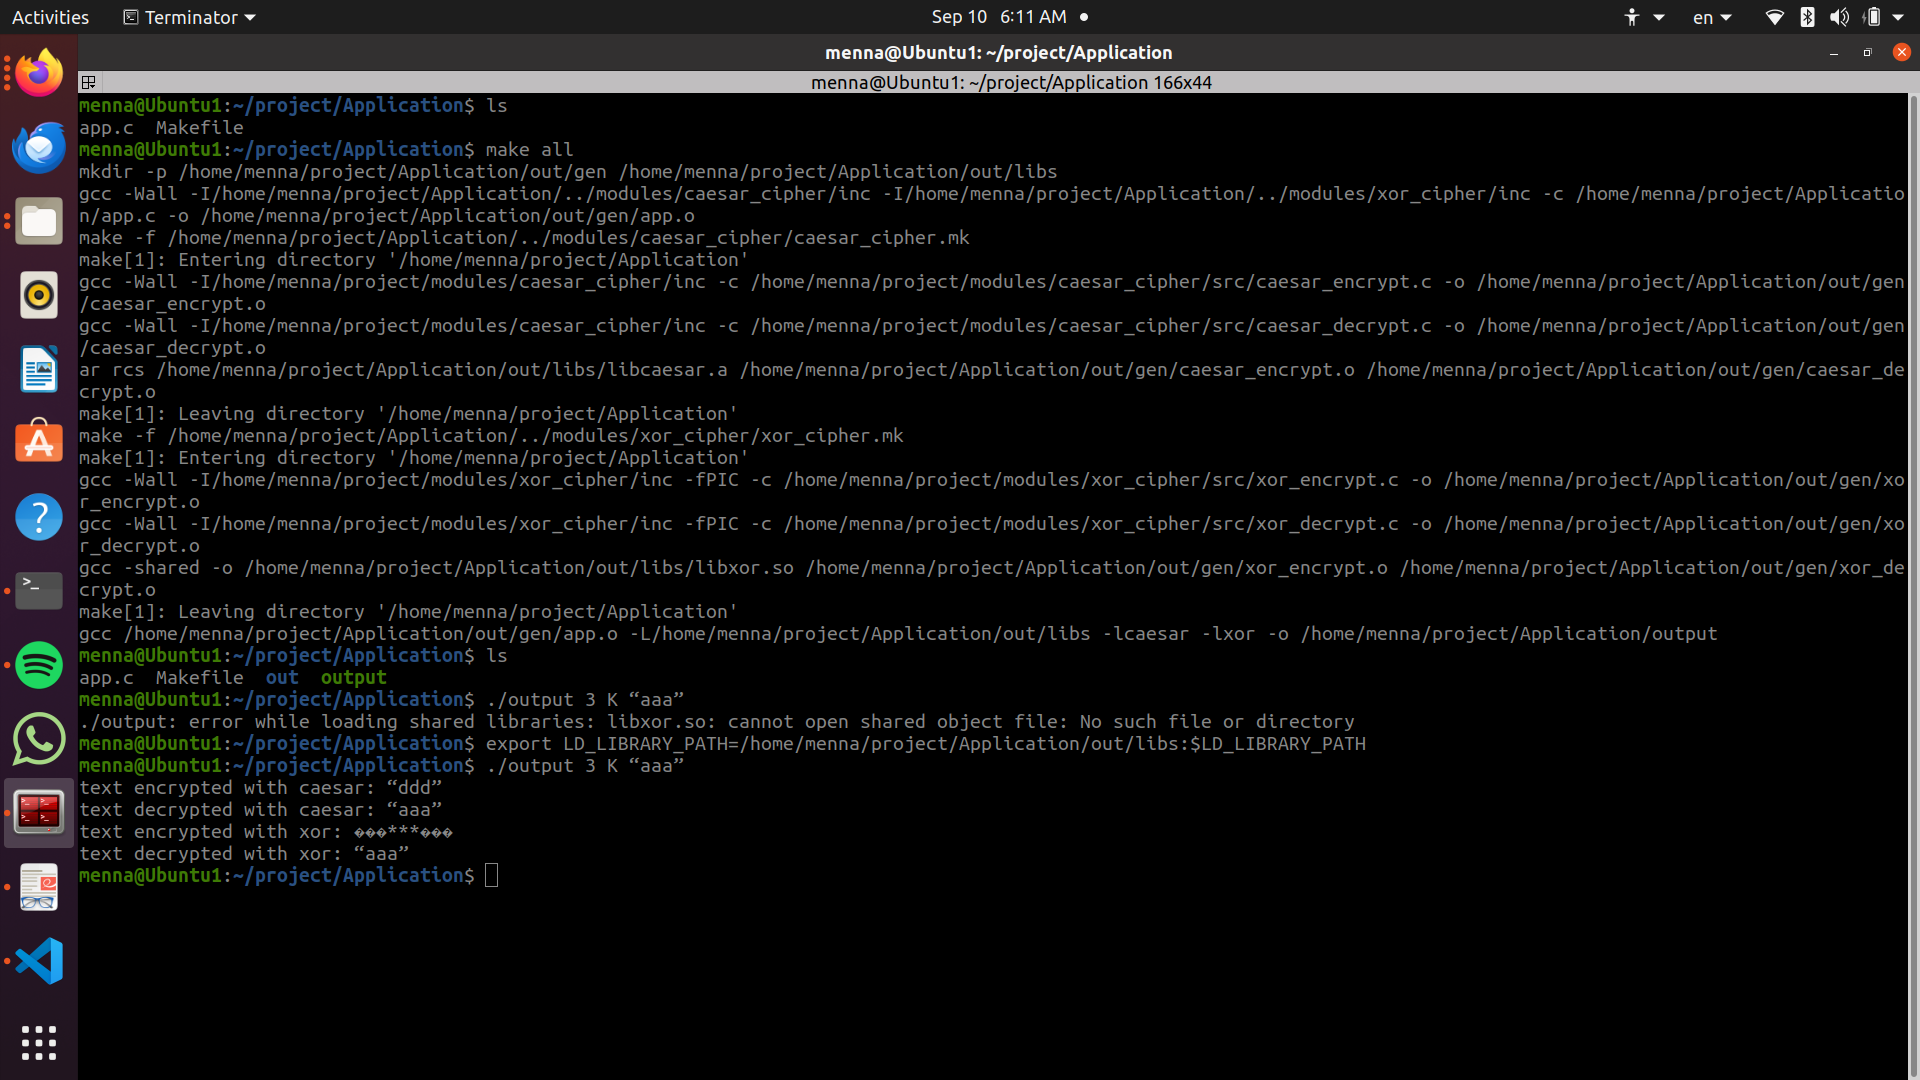 Activities Terminator Sep 10 6:11 AM en
menna@Ubuntu1: ~/project/Application
menna@Ubuntu1: ~/project/Application 166x44
menna@Ubuntu1:~/project/Application$ ls
app.c  Makefile
menna@Ubuntu1:~/project/Application$ make all
mkdir -p /home/menna/project/Application/out/gen /home/menna/project/Application/out/libs
gcc -Wall -I/home/menna/project/Application/../modules/caesar_cipher/inc -I/home/menna/project/Application/../modules/xor_cipher/inc -c /home/menna/project/Applicatio
n/app.c -o /home/menna/project/Application/out/gen/app.o
make -f /home/menna/project/Application/../modules/caesar_cipher/caesar_cipher.mk
make[1]: Entering directory '/home/menna/project/Application'
gcc -Wall -I/home/menna/project/modules/caesar_cipher/inc -c /home/menna/project/modules/caesar_cipher/src/caesar_encrypt.c -o /home/menna/project/Application/out/gen
/caesar_encrypt.o
gcc -Wall -I/home/menna/project/modules/caesar_cipher/inc -c /home/menna/project/modules/caesar_cipher/src/caesar_decrypt.c -o /home/menna/project/Application/out/gen
/caesar_decrypt.o
ar rcs /home/menna/project/Application/out/libs/libcaesar.a /home/menna/project/Application/out/gen/caesar_encrypt.o /home/menna/project/Application/out/gen/caesar_de
crypt.o
make[1]: Leaving directory '/home/menna/project/Application'
make -f /home/menna/project/Application/../modules/xor_cipher/xor_cipher.mk
make[1]: Entering directory '/home/menna/project/Application'
gcc -Wall -I/home/menna/project/modules/xor_cipher/inc -fPIC -c /home/menna/project/modules/xor_cipher/src/xor_encrypt.c -o /home/menna/project/Application/out/gen/xo
r_encrypt.o
gcc -Wall -I/home/menna/project/modules/xor_cipher/inc -fPIC -c /home/menna/project/modules/xor_cipher/src/xor_decrypt.c -o /home/menna/project/Application/out/gen/xo
r_decrypt.o
gcc -shared -o /home/menna/project/Application/out/libs/libxor.so /home/menna/project/Application/out/gen/xor_encrypt.o /home/menna/project/Application/out/gen/xor_de
crypt.o
make[1]: Leaving directory '/home/menna/project/Application'
gcc /home/menna/project/Application/out/gen/app.o -L/home/menna/project/Application/out/libs -lcaesar -lxor -o /home/menna/project/Application/output
menna@Ubuntu1:~/project/Application$ ls
app.c  Makefile  out  output
menna@Ubuntu1:~/project/Application$ ./output 3 K “aaa”
./output: error while loading shared libraries: libxor.so: cannot open shared object file: No such file or directory
menna@Ubuntu1:~/project/Application$ export LD_LIBRARY_PATH=/home/menna/project/Application/out/libs:$LD_LIBRARY_PATH
menna@Ubuntu1:~/project/Application$ ./output 3 K “aaa”
text encrypted with caesar: “ddd”
text decrypted with caesar: “aaa”
text encrypted with xor: ���***���
text decrypted with xor: “aaa”
menna@Ubuntu1:~/project/Application$